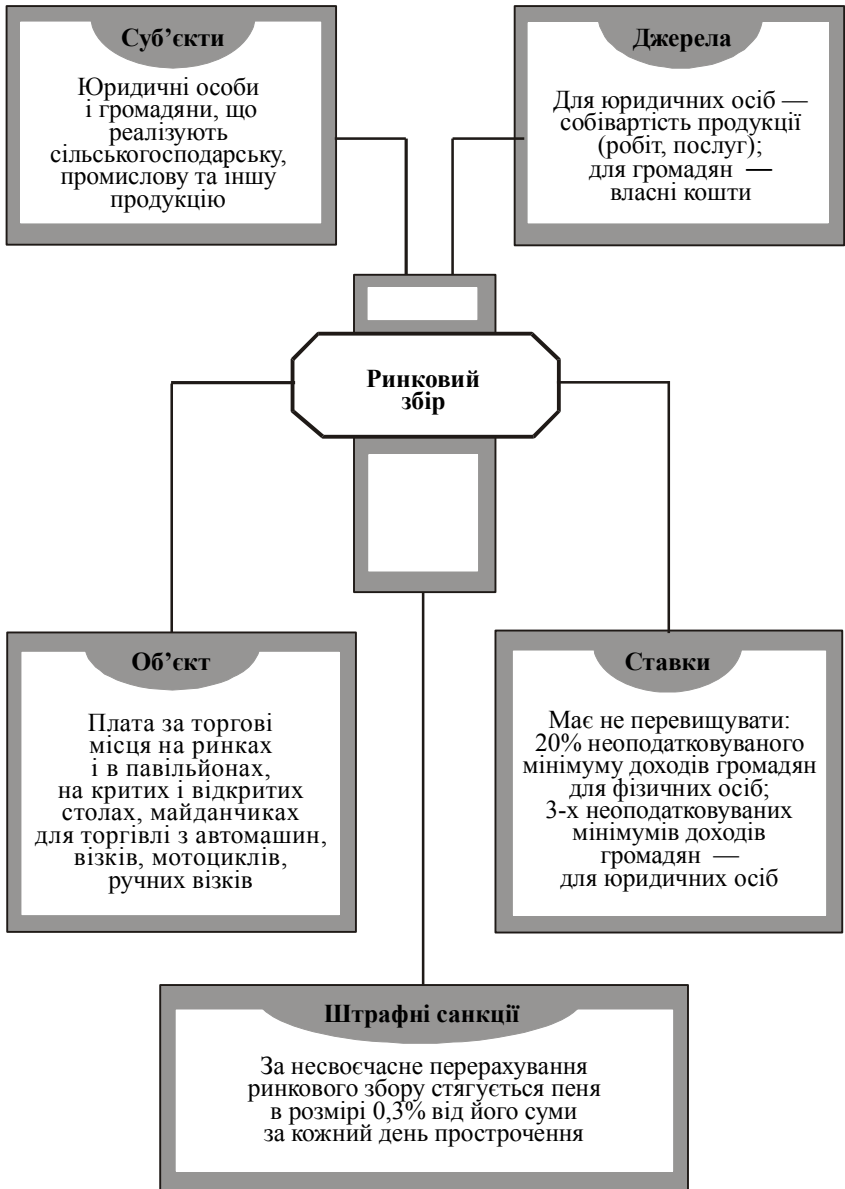 Суб’єкти
Юридичні особи
і громадяни, що
реалізують
сільськогосподарську,
промислову та іншу
продукцію
Джерела
Для юридичних осіб —
собівартість продукції
(робіт, послуг);
для громадян —
власні кошти
Ринковий
збір
Об’єкт
Плата за торгові
місця на ринках
і в павільйонах,
на критих і відкритих
столах, майданчиках
для торгівлі з автомашин,
візків, мотоциклів,
ручних візків
Ставки
Має не перевищувати:
20% неоподатковуваного
мінімуму доходів громадян
для фізичних осіб;
3-х неоподатковуваних
мінімумів доходів
громадян —
для юридичних осіб
Штрафні санкції
За несвоєчасне перерахування
ринкового збору стягується пеня
в розмірі 0,3% від його суми
за кожний день прострочення